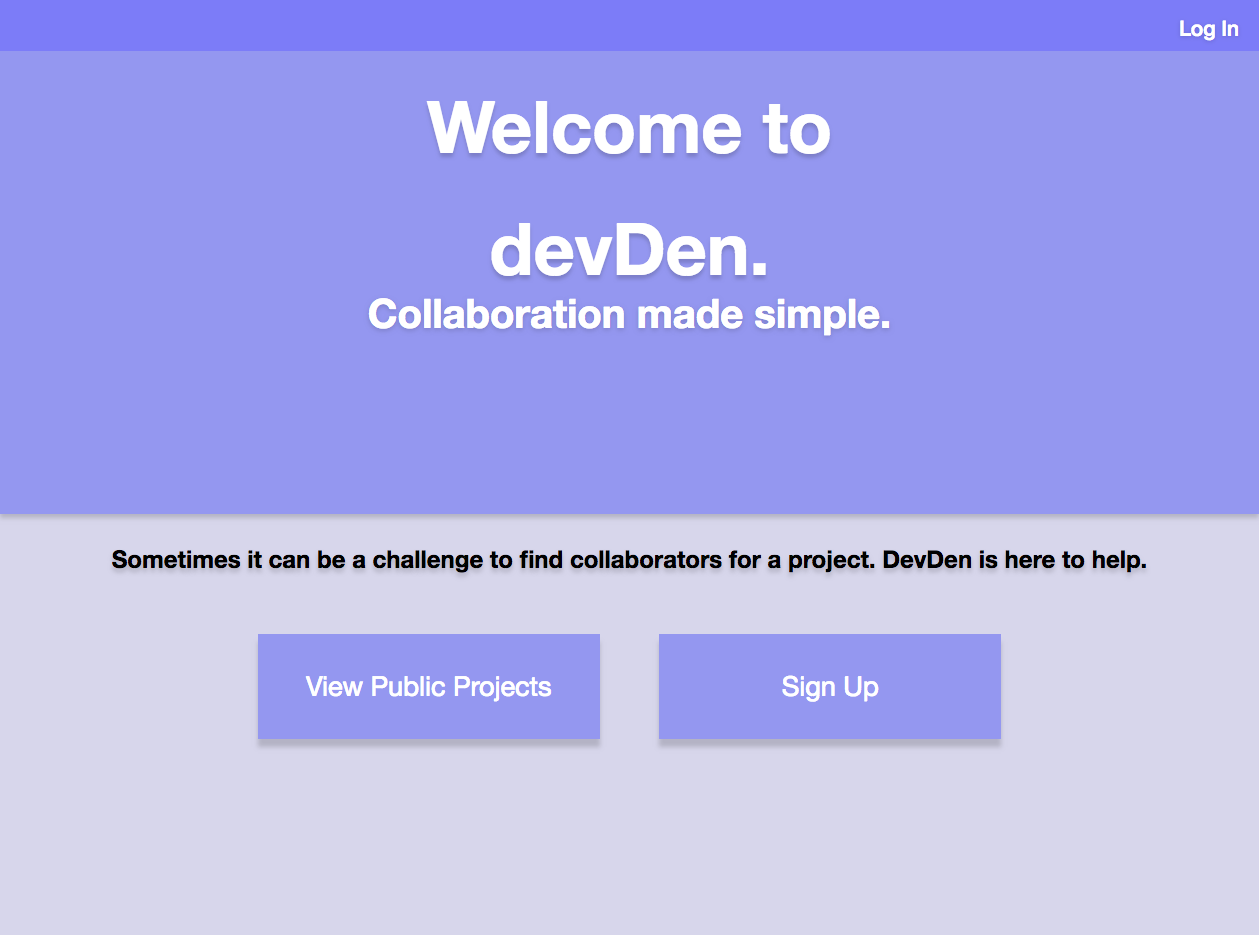 Log In
Welcome to
devDen.
Collaboration made simple.
Sometimes it can be a challenge to find collaborators for a project. DevDen is here to help.
View Public Projects
Sign Up